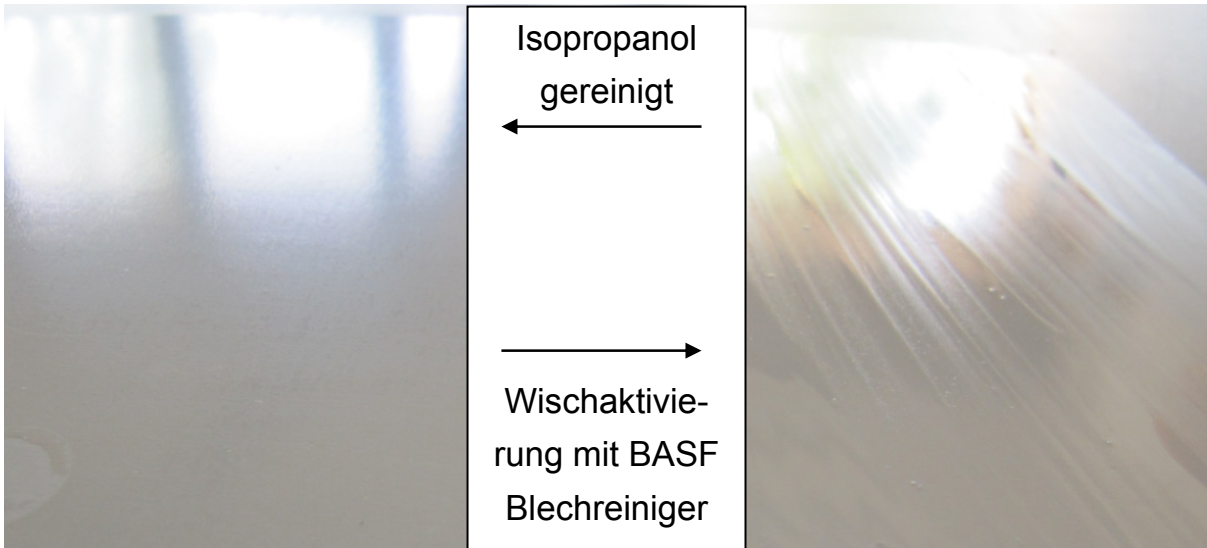 Isopropanol
gereinigt
Wischaktivie-
rung mit BASF
Blechreiniger